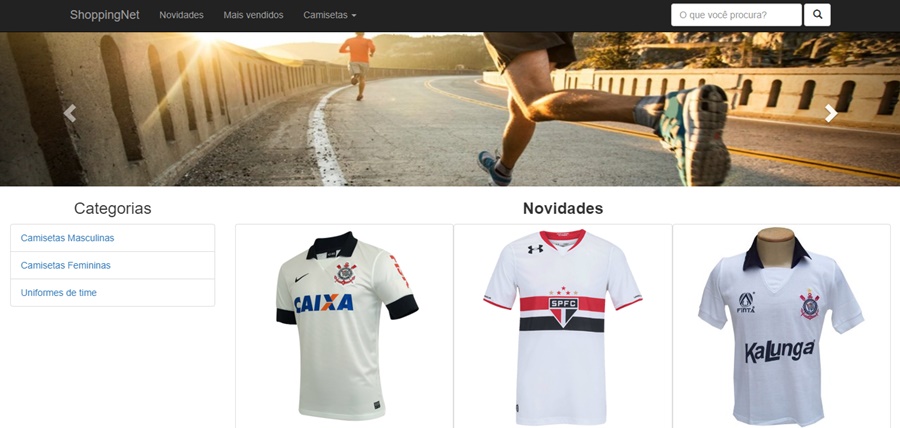 ShoppingNet
Novidades
Mais vendidos
Camisetas
O que você procura?
Categorias
Camisetas Masculinas
Camisetas Femininas
Uniformes de time
Novidades
CAIXA
SPFC
FINTA
Kalunga